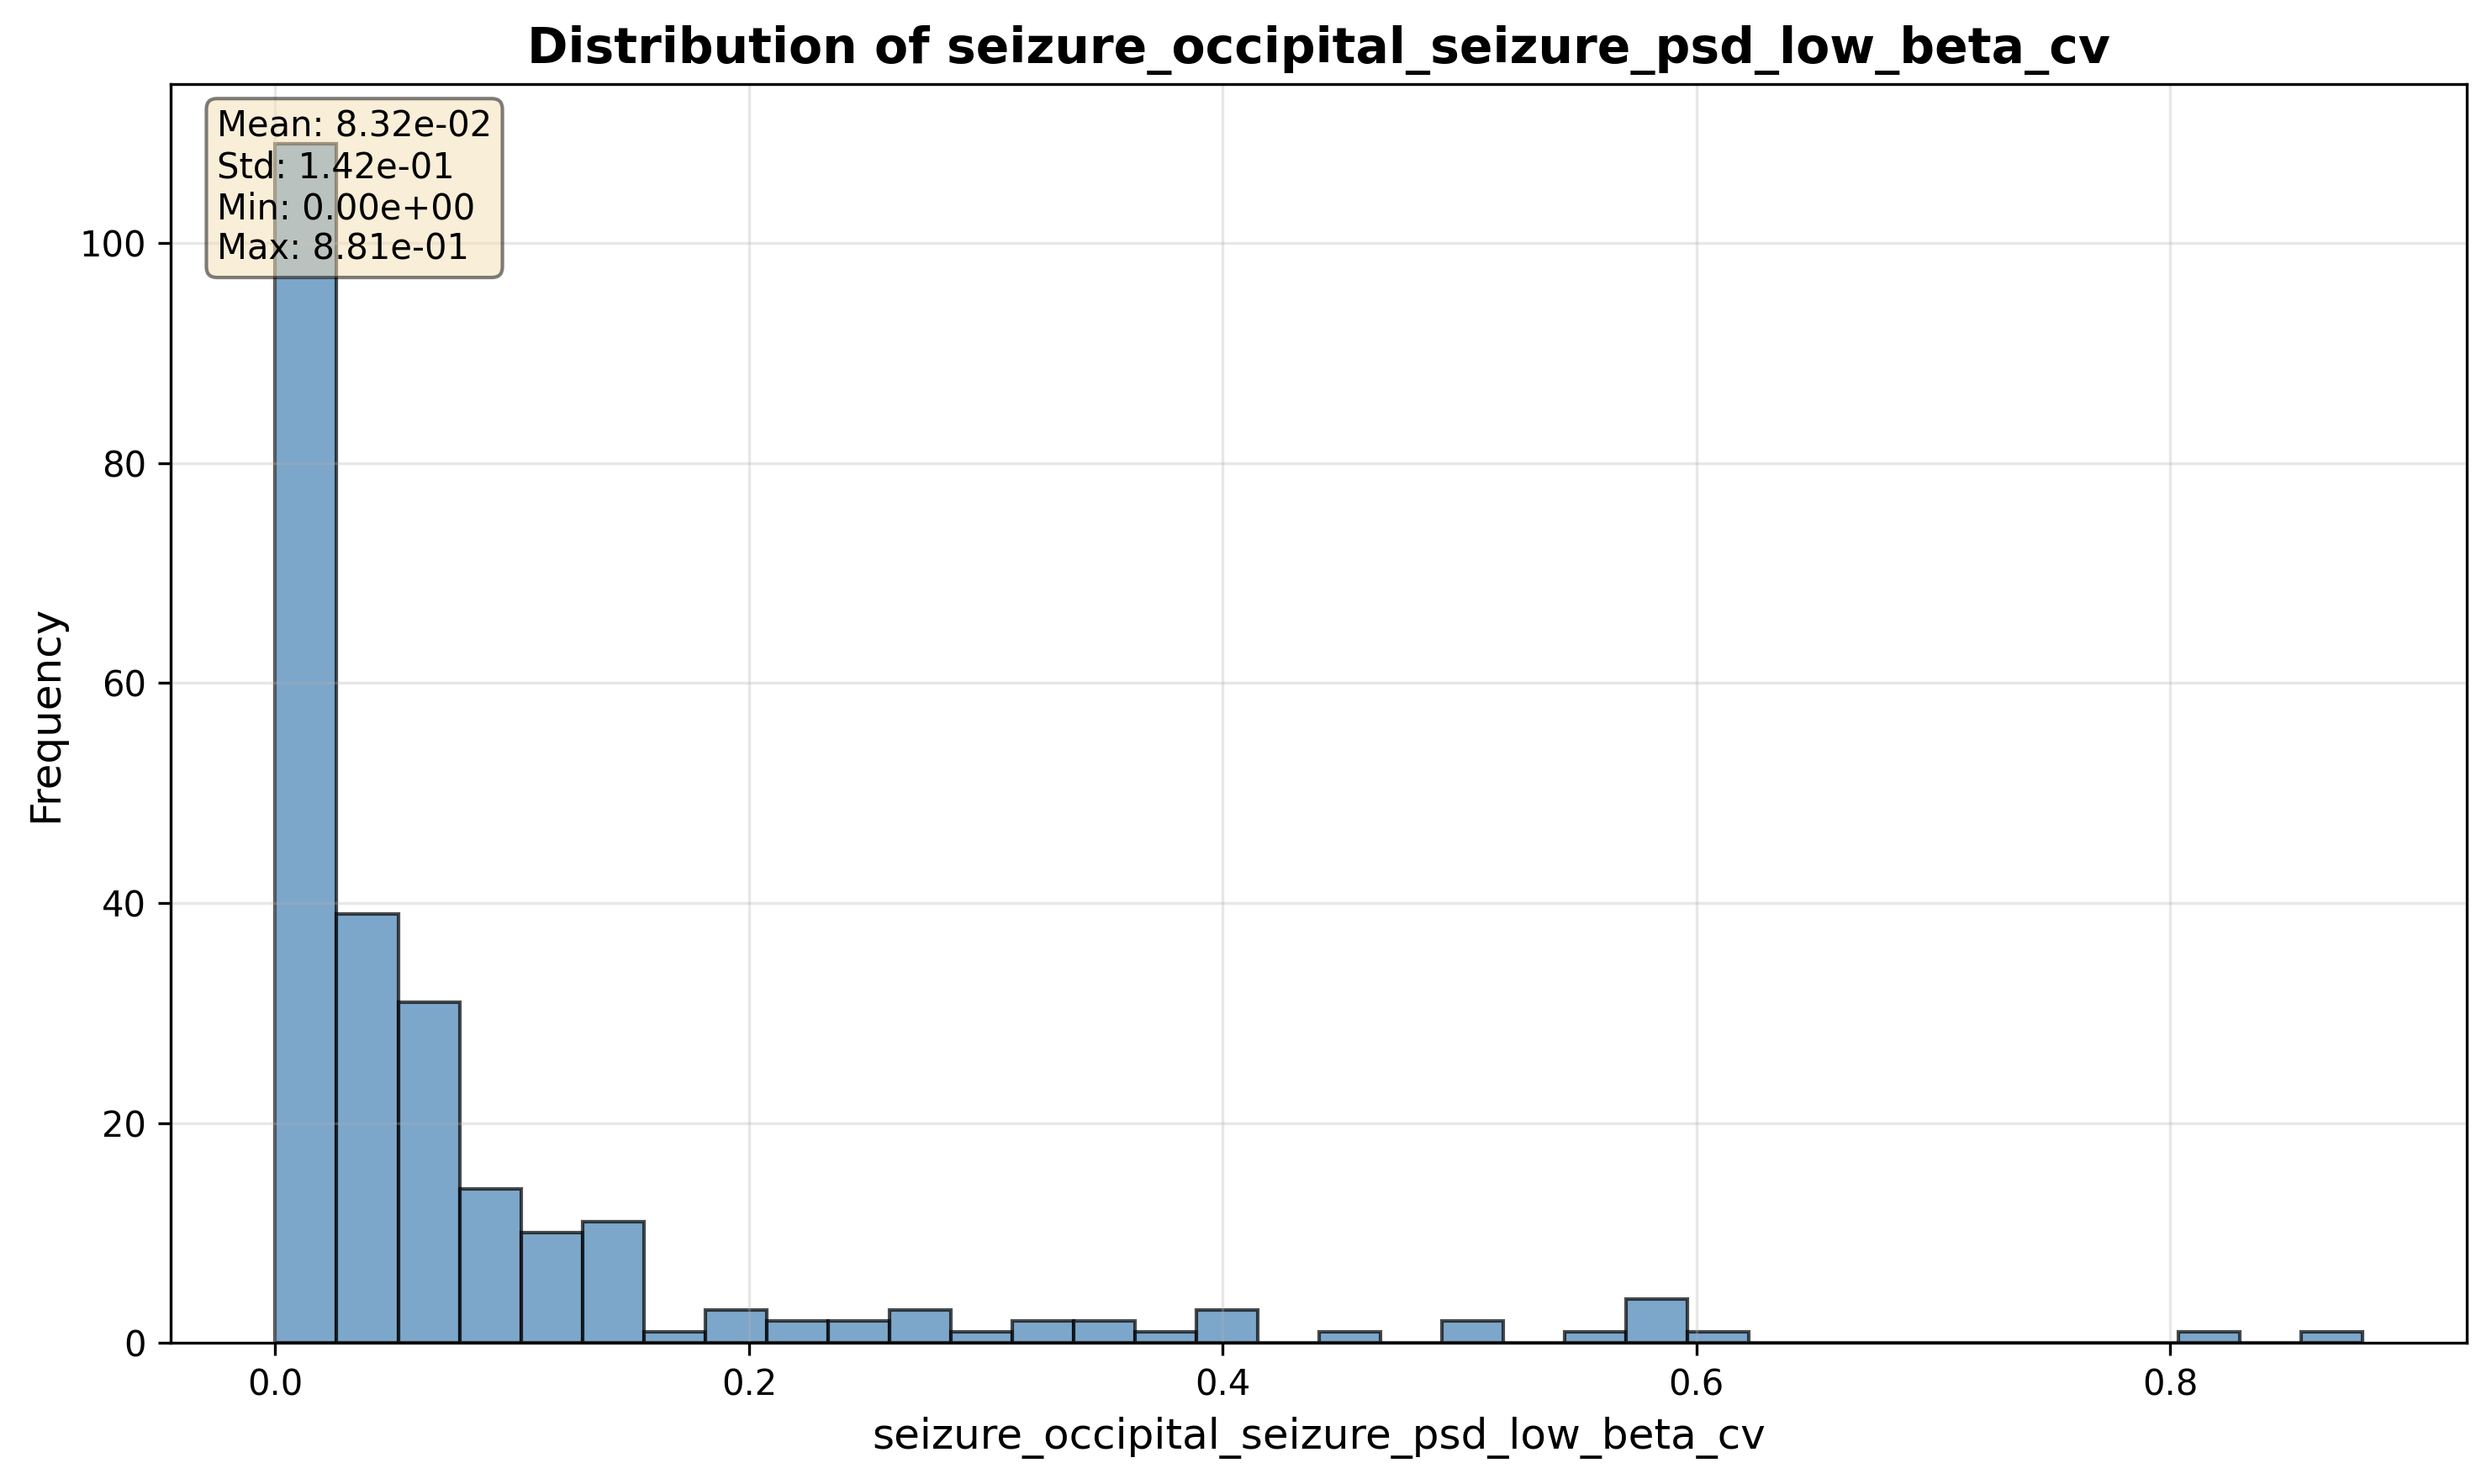 Distribution of seizure_occipital_seizure_psd_low_beta_cv
Mean: 8.32e-02
Std: 1.42e-01
Min: 0.00e+00
Max: 8.81e-01
100
80
60
40
20
0
Frequency
0.0 0.2 0.4 0.6 0.8
seizure_occipital_seizure_psd_low_beta_cv